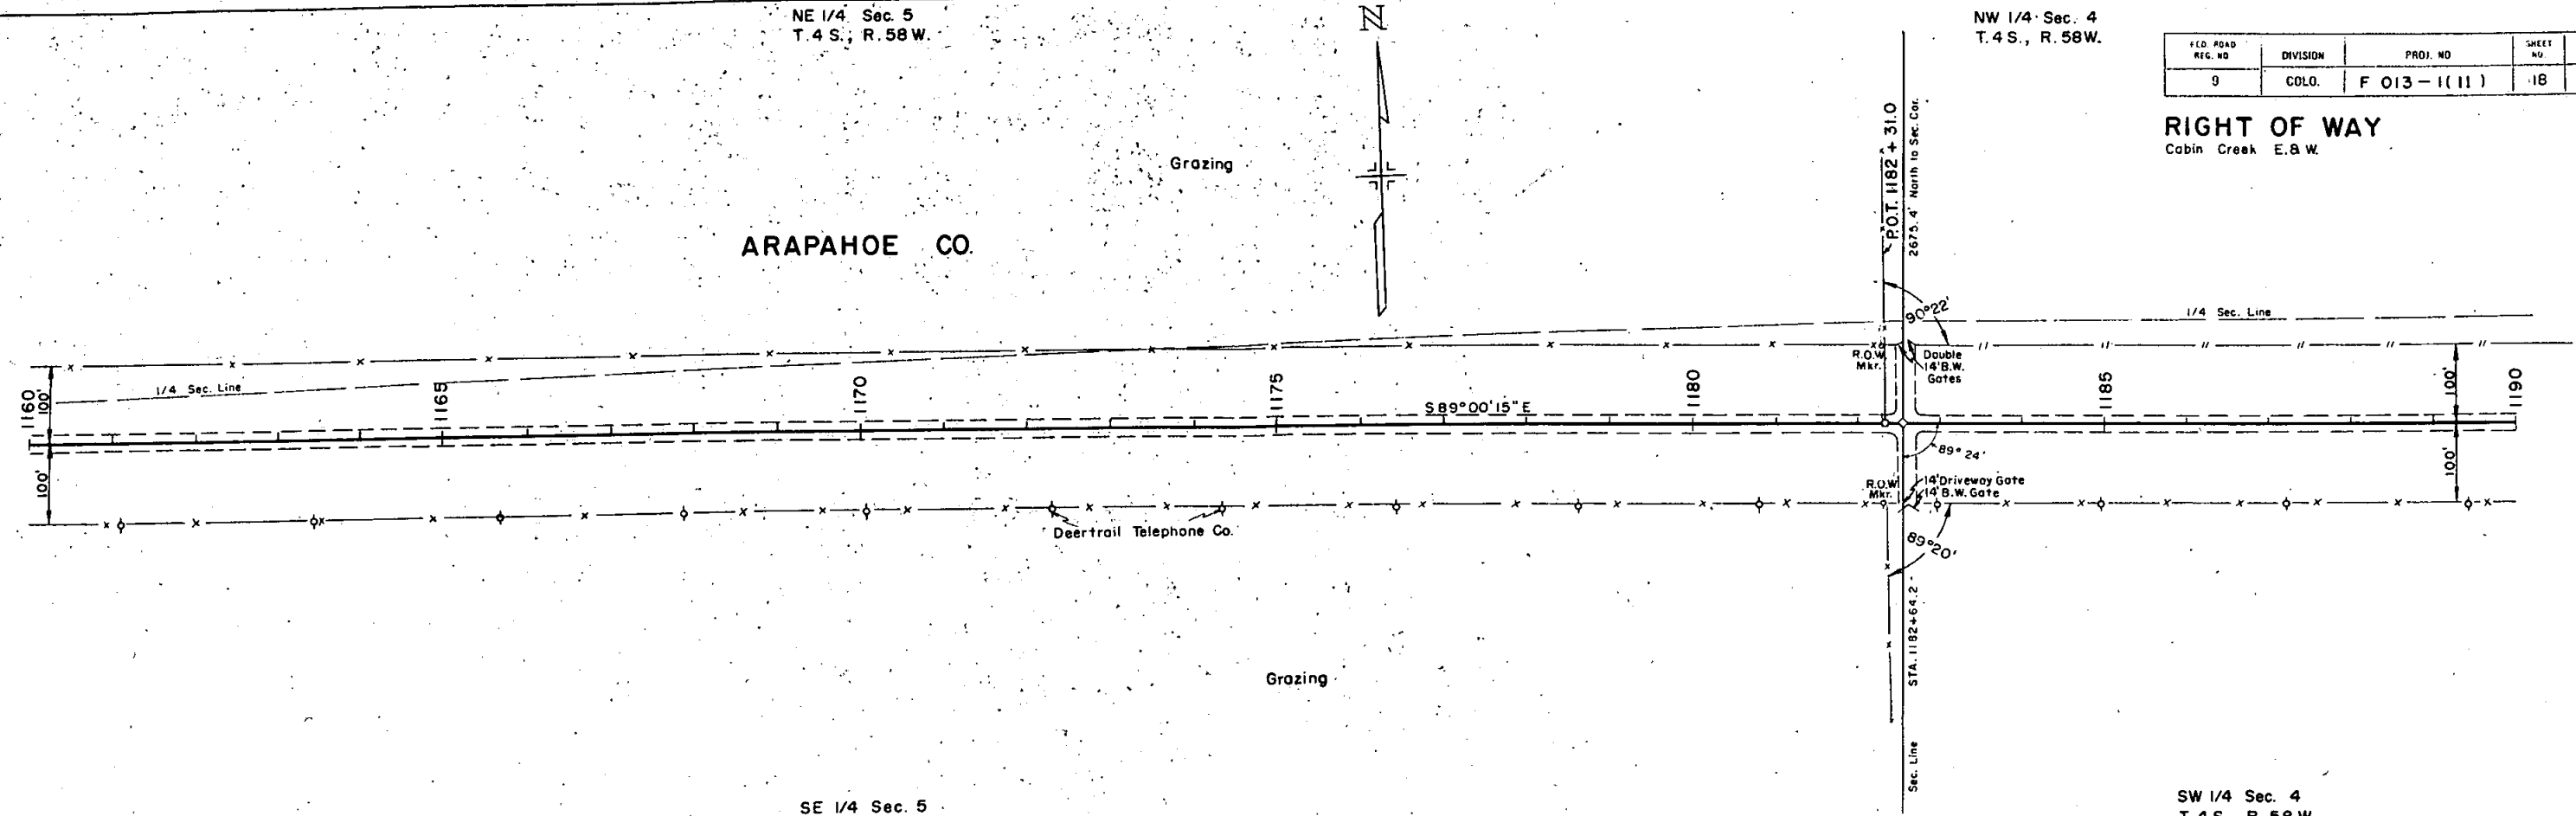 NE 1/4 Sec. 5
T. 4 S., R. 58 W.
N
NW 1/4 Sec. 4
T. 4 S., R. 58 W.
FED. ROAD REG. NO DIVISION PROJ. NO SHEET NO.
9 COLO. F 013-1(11) 18
RIGHT OF WAY
Cabin Creek E. & W.
Grazing
ARAPAHOE CO.
P.O.T. 1182 + 31.0
2675.4' North to Sec. Cor.
90°22'
1/4 Sec. Line
1/4 Sec. Line
R.O.W. Mkr.
Double
14' B.W.
Gates
1160
100'
1165
1170
1175
S 89°00'15" E
1180
1185
100'
1190
100'
89° 24'
100'
R.O.W. Mkr.
14' Driveway Gate
14' B.W. Gate
Deertrail Telephone Co.
89°20'
STA. 1182+64.2
Grazing
Sec. Line
SE 1/4 Sec. 5
SW 1/4 Sec. 4
T. 4 S., R. 58 W.